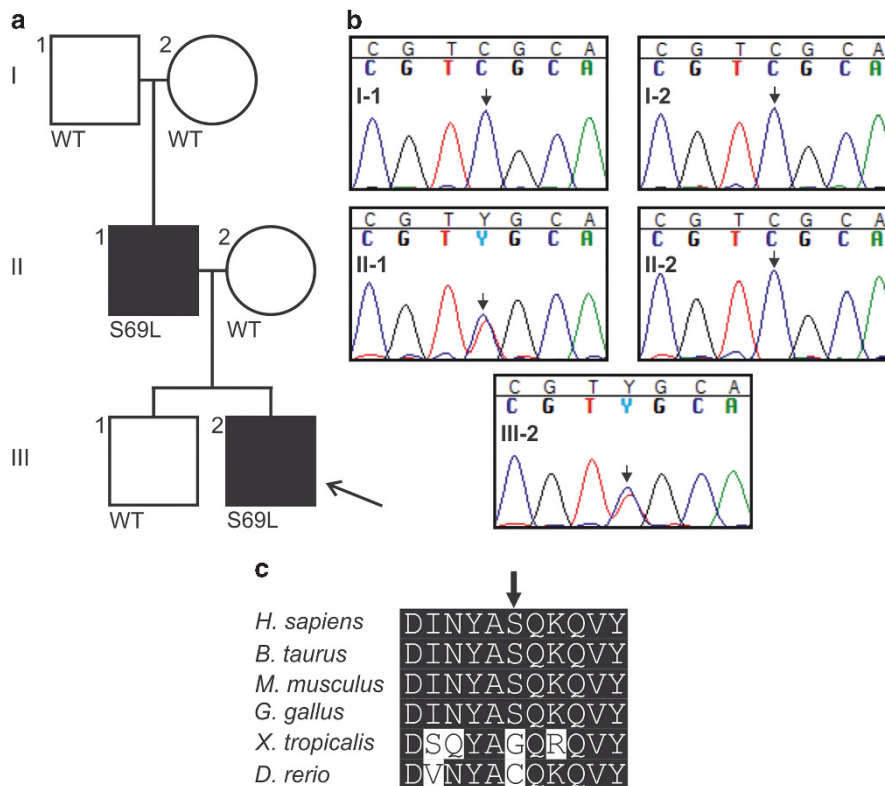 a
1
2
I
WT
WT
1
2
II
S69L
WT
1
2
III
WT
S69L
b
C G T C G C A
C G T C G C A
I-1
C G T C G C A
C G T C G C A
I-2
C G T Y G C A
C G T Y G C A
II-1
C G T C G C A
C G T C G C A
II-2
C G T Y G C A
C G T Y G C A
III-2
c
H. sapiens DINYASQKQVY
B. taurus DINYASQKQVY
M. musculus DINYASQKQVY
G. gallus DINYASQKQVY
X. tropicalis DSQYAGQRQVY
D. rerio DVNYACQKQVY